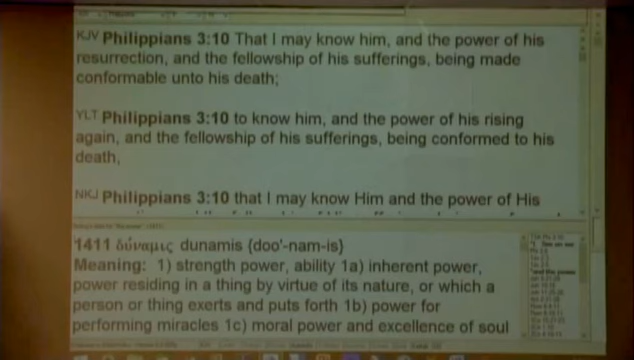 KJV Philippians 3:10 That I may know him, and the power of his
resurrection, and the fellowship of his sufferings, being made
conformable unto his death;
YLT Philippians 3:10 to know him, and the power of his rising
again, and the fellowship of his sufferings, being conformed to his
death,
NKJ Philippians 3:10 that I may know Him and the power of His
1411 δύναμις dunamis {doo'-nam-is}
Meaning: 1) strength power, ability 1a) inherent power,
power residing in a thing by virtue of its nature, or which a
person or thing exerts and puts forth 1b) power for
performing miracles 1c) moral power and excellence of soul